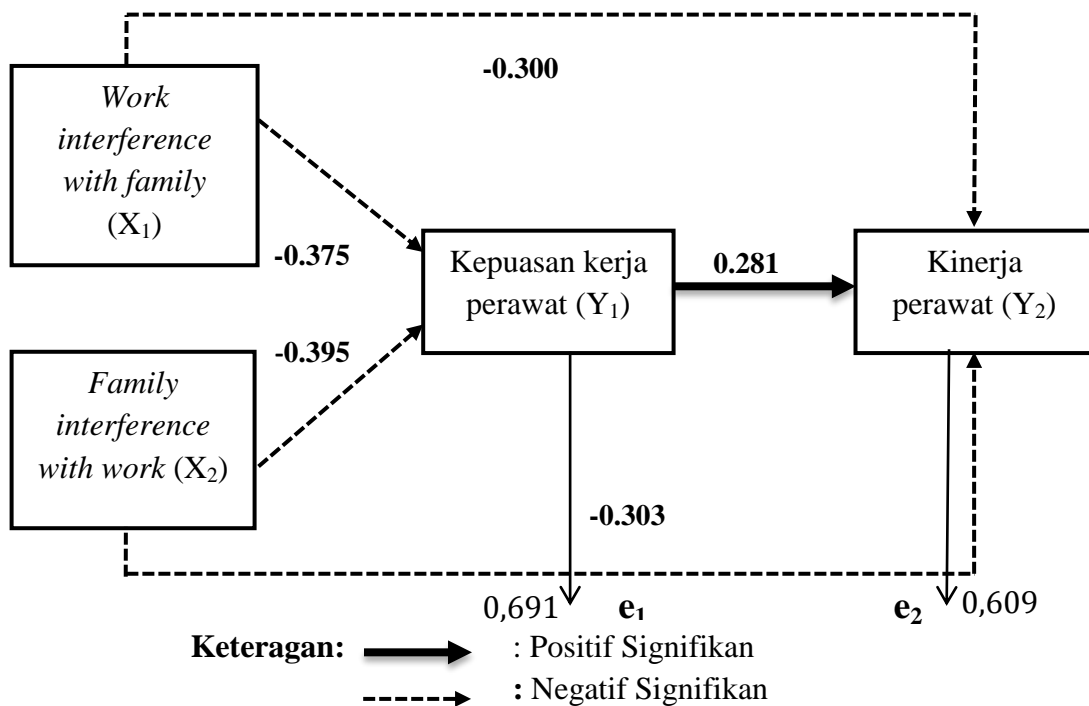 -0.300
Work
interference
with family
(X₁)
-0.375
Kepuasan kerja
perawat (Y₁)
0.281
Kinerja
perawat (Y₂)
-0.395
Family
interference
with work (X₂)
-0.303
0,691 e₁ e₂ 0,609
Keteragan: : Positif Signifikan
: Negatif Signifikan